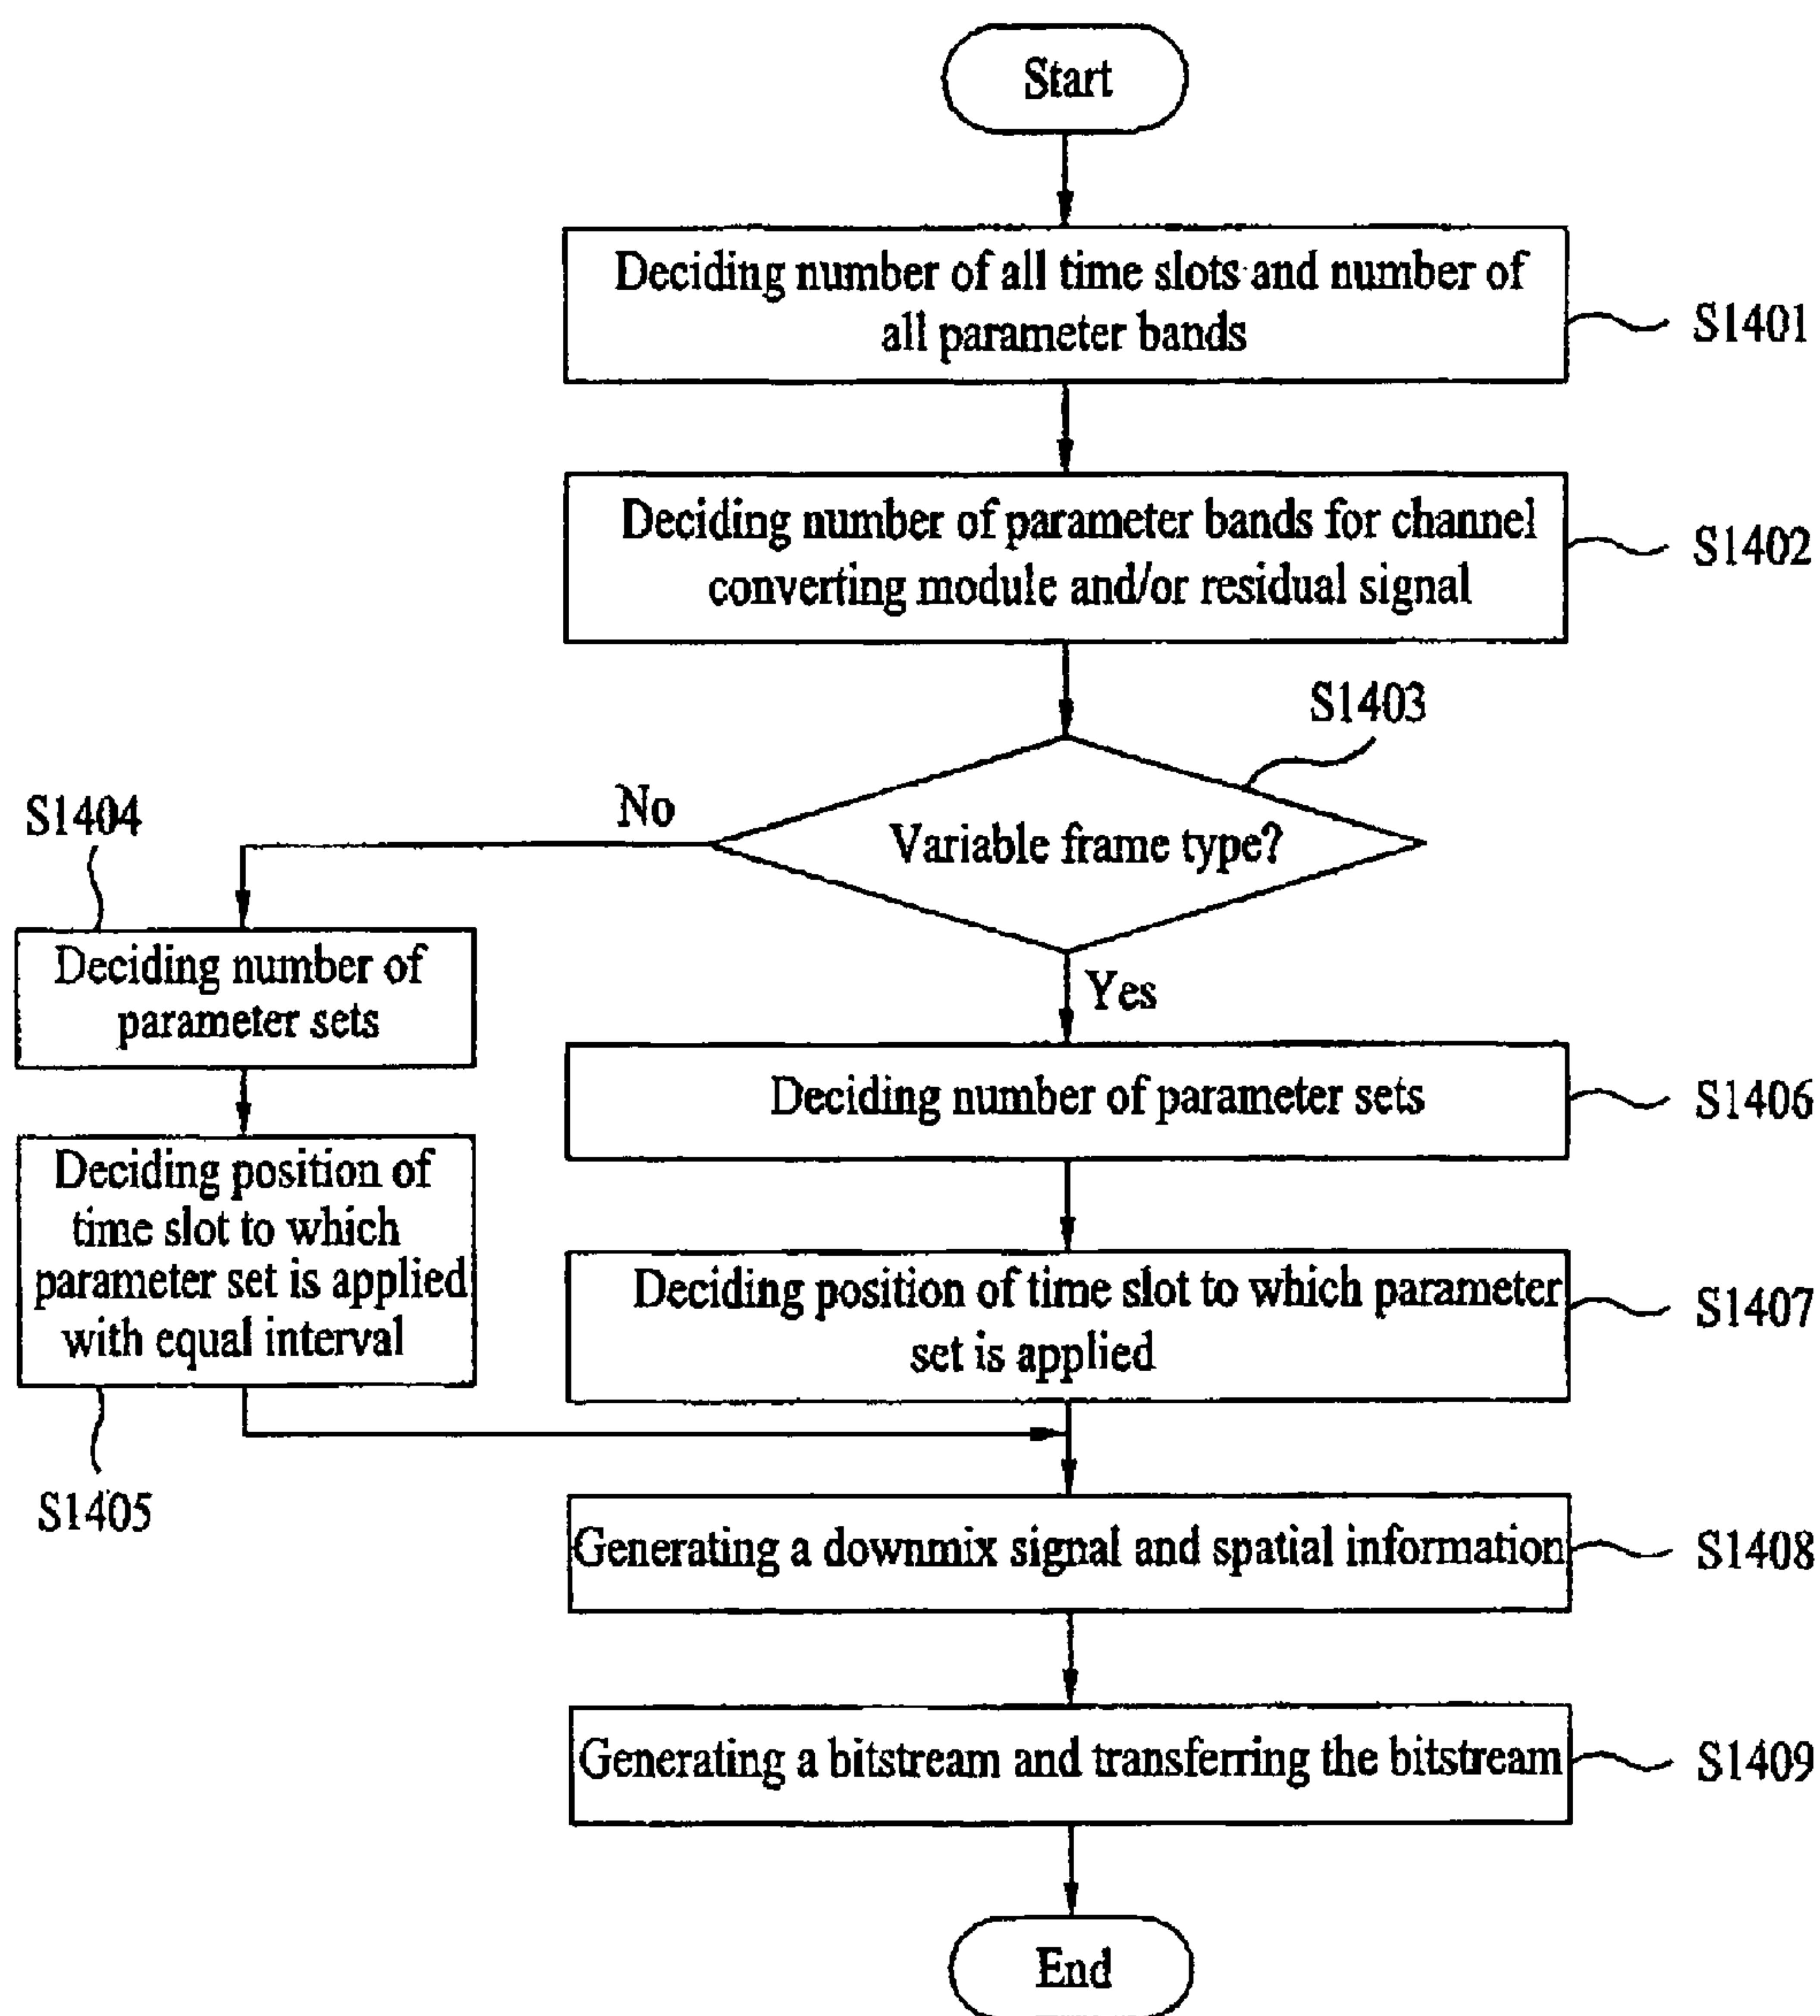 Start
Deciding number of all time slots and number of
all parameter bands
S1401
Deciding number of parameter bands for channel
converting module and/or residual signal
S1402
S1403
Variable frame type?
No
Yes
S1404
Deciding number of
parameter sets
Deciding position of
time slot to which
parameter set is applied
with equal interval
S1405
Deciding number of parameter sets
S1406
Deciding position of time slot to which parameter
set is applied
S1407
Generating a downmix signal and spatial information
S1408
Generating a bitstream and transferring the bitstream
S1409
End